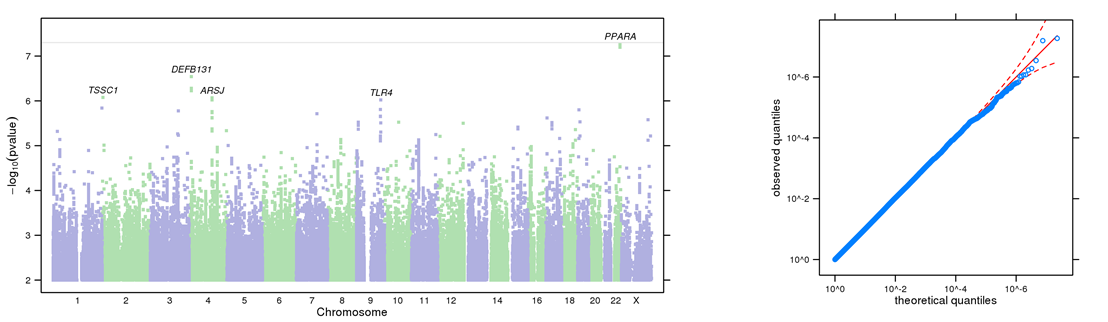 PPARA
7
DEFB131
TSSC1
ARSJ
TLR4
6
5
4
3
2
−log10(pvalue)
1 2 3 4 5 6 7 8 9 10 11 12 14 16 18 20 22 X
Chromosome
10^-6
10^-4
10^-2
10^0
observed quantiles
10^0 10^-2 10^-4 10^-6
theoretical quantiles